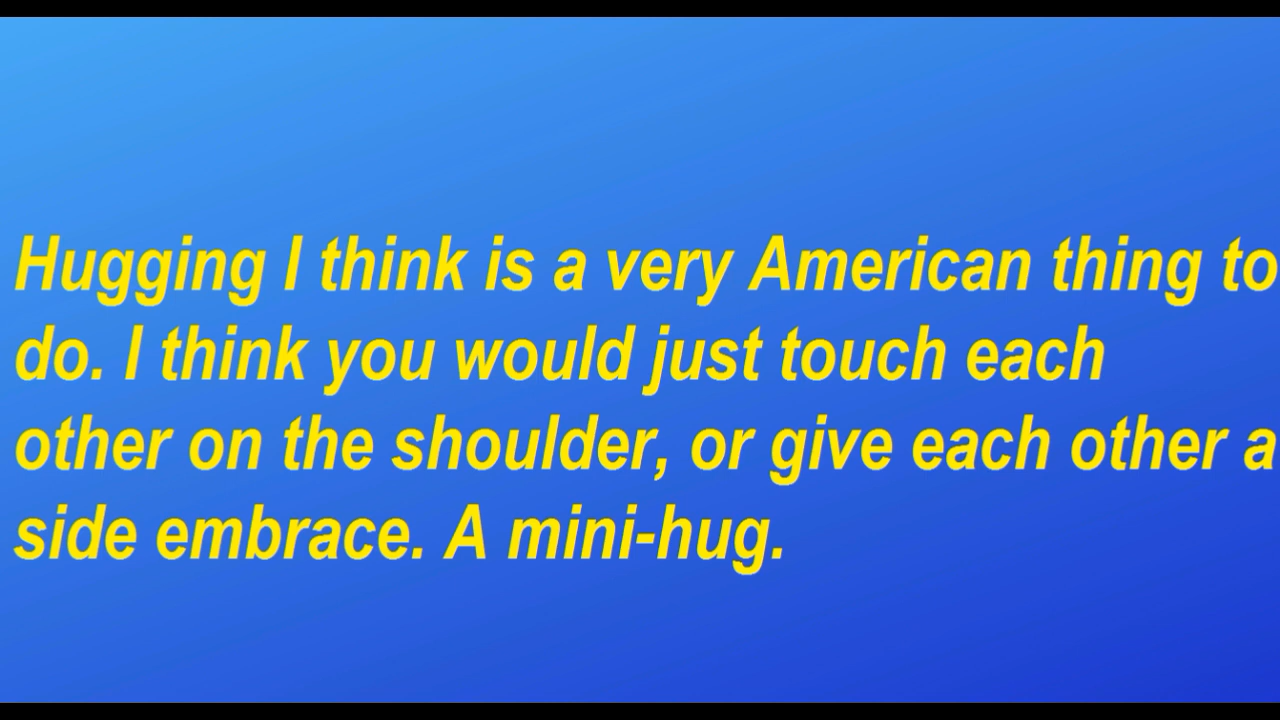 Hugging I think is a very American thing to
do. I think you would just touch each
other on the shoulder, or give each other a
side embrace. A mini-hug.